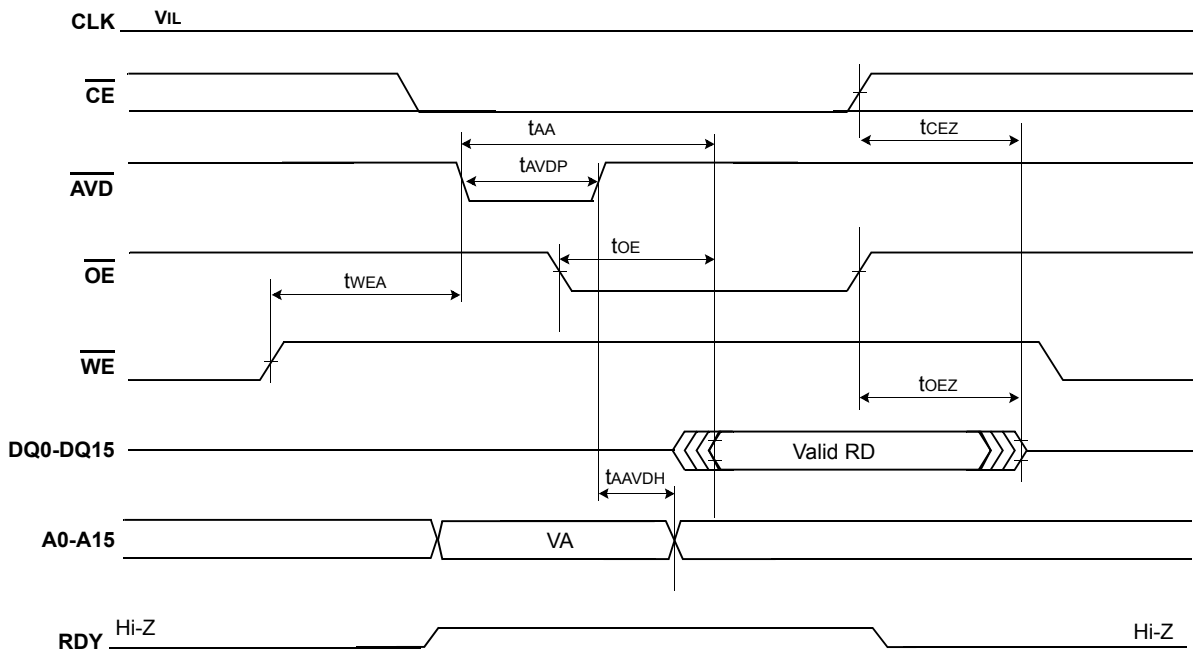 CLK VIL
CE
tAA
tCEZ
AVD
tAVDP
OE
tOE
tWEA
WE
tOEZ
DQ0-DQ15
Valid RD
tAAVDH
A0-A15
VA
RDY Hi-Z
Hi-Z